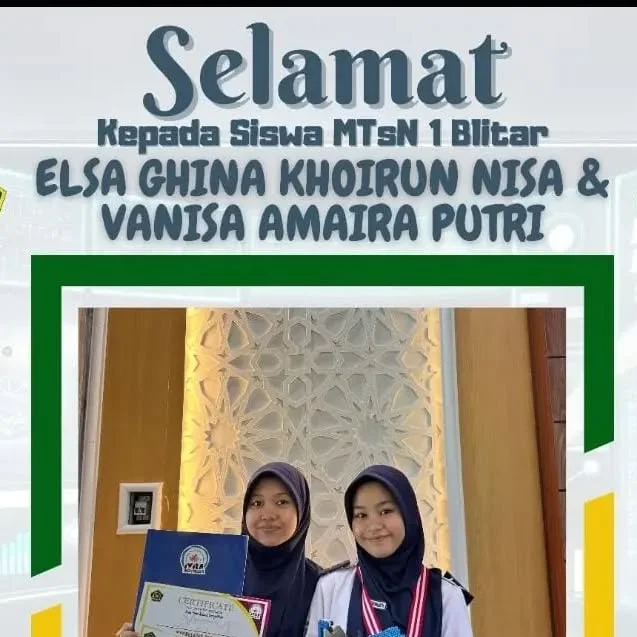 Selamat
Kepada Siswa MTsN 1 Blitar
ELSA GHINA KHOIRUN NISA &
VANISA AMAIRA PUTRI
CERTIFICATE